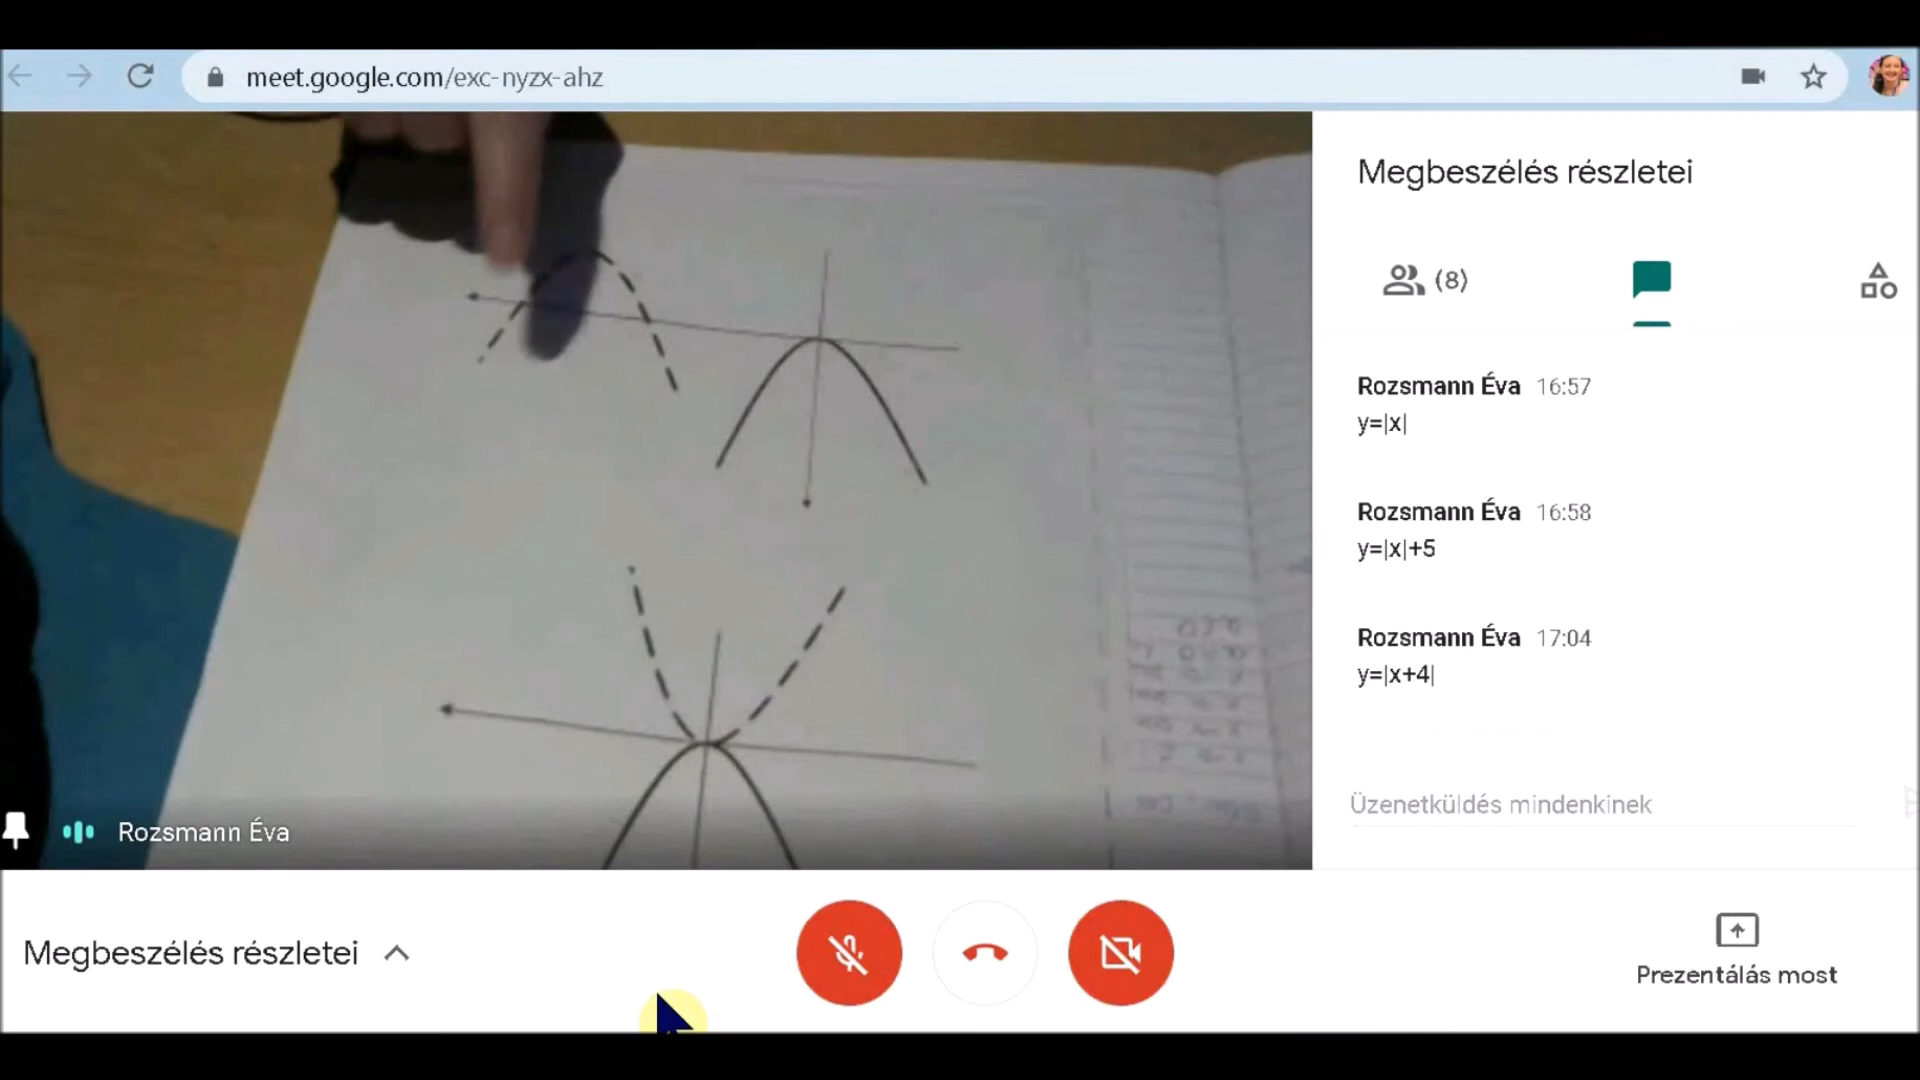 meet.google.com/exc-nyzx-ahz
Megbeszélés részletei
(8)
Rozsmann Éva 16:57
y=|x|
Rozsmann Éva 16:58
y=|x|+5
Rozsmann Éva 17:04
y=|x+4|
Üzenetküldés mindenkinek
Rozsmann Éva
Megbeszélés részletei
Prezentálás most